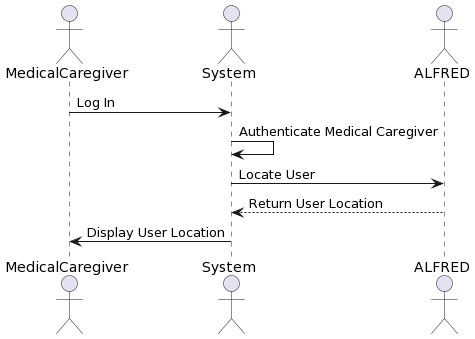 MedicalCaregiver System ALFRED
Log In
Authenticate Medical Caregiver
Locate User
Return User Location
Display User Location
MedicalCaregiver System ALFRED